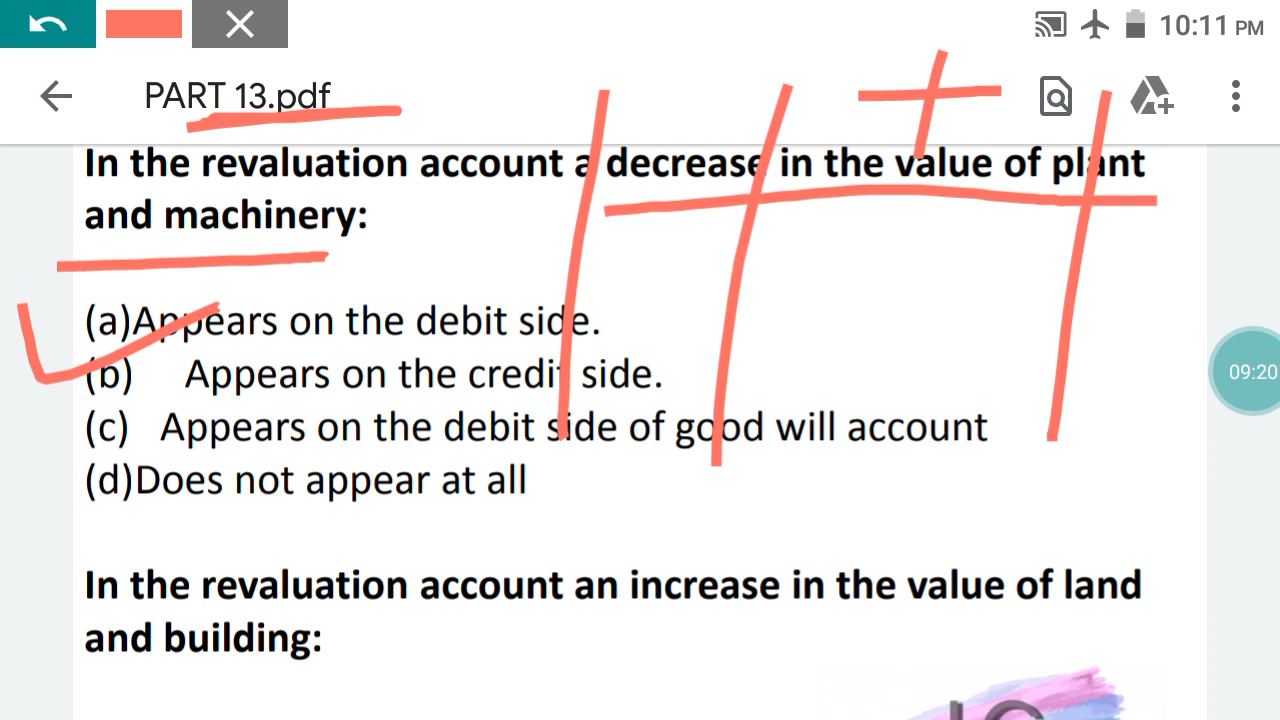 10:11 PM
PART 13.pdf
In the revaluation account a decrease in the value of plant
and machinery:
(a)Appears on the debit side.
(b) Appears on the credit side.
(c) Appears on the debit side of good will account
(d)Does not appear at all
09:20
In the revaluation account an increase in the value of land
and building: